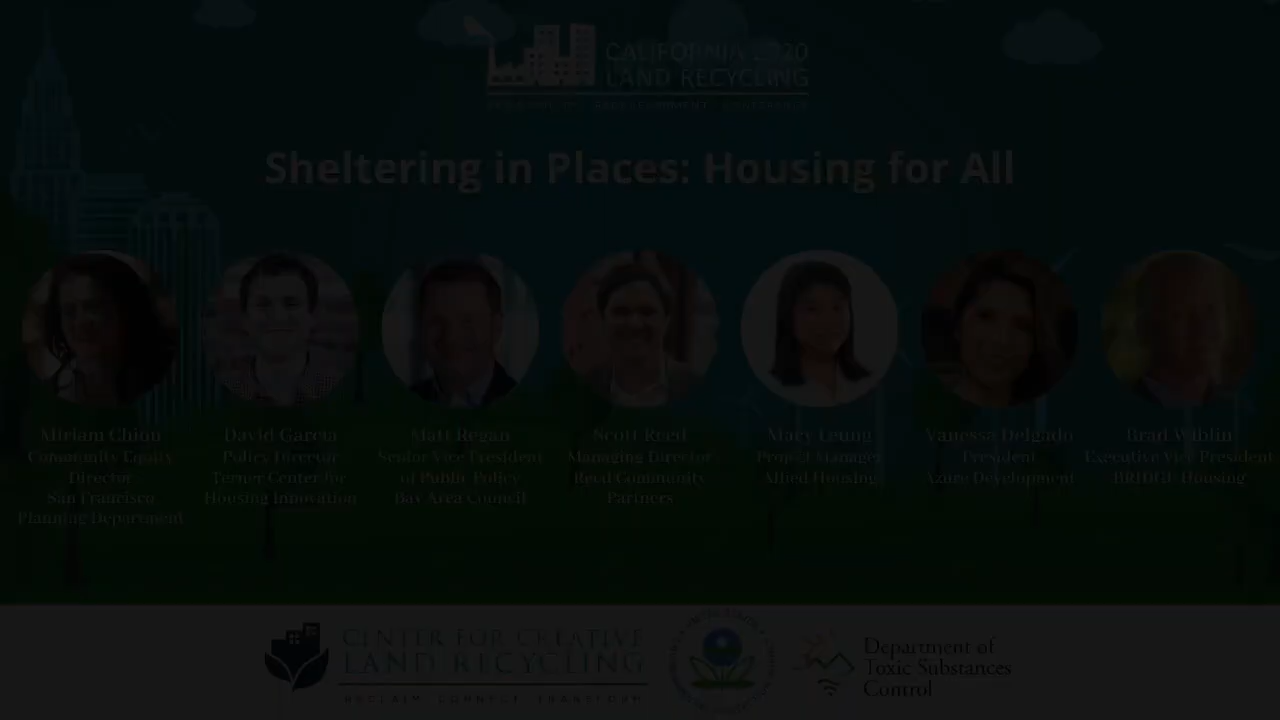 CALIFORNIA 2020
LAND RECYCLING
Sheltering in Places: Housing for All
Miriam Chion
Community Equity
Director
San Francisco
Planning Department
David Garcia
Policy Director
Terner Center for
Housing Innovation
Matt Regan
Senior Vice President
of Public Policy
Bay Area Council
Scott Reed
Managing Director
Reed Community
Partners
Mary Leung
Project Manager
Allied Housing
Vanessa Delgado
President
Azure Development
Brad Wiblin
Executive Vice President
BRIDGE Housing
CENTER FOR CREATIVE
LAND RECYCLING
RECLAIM CONNECT TRANSFORM
Department of
Toxic Substances
Control